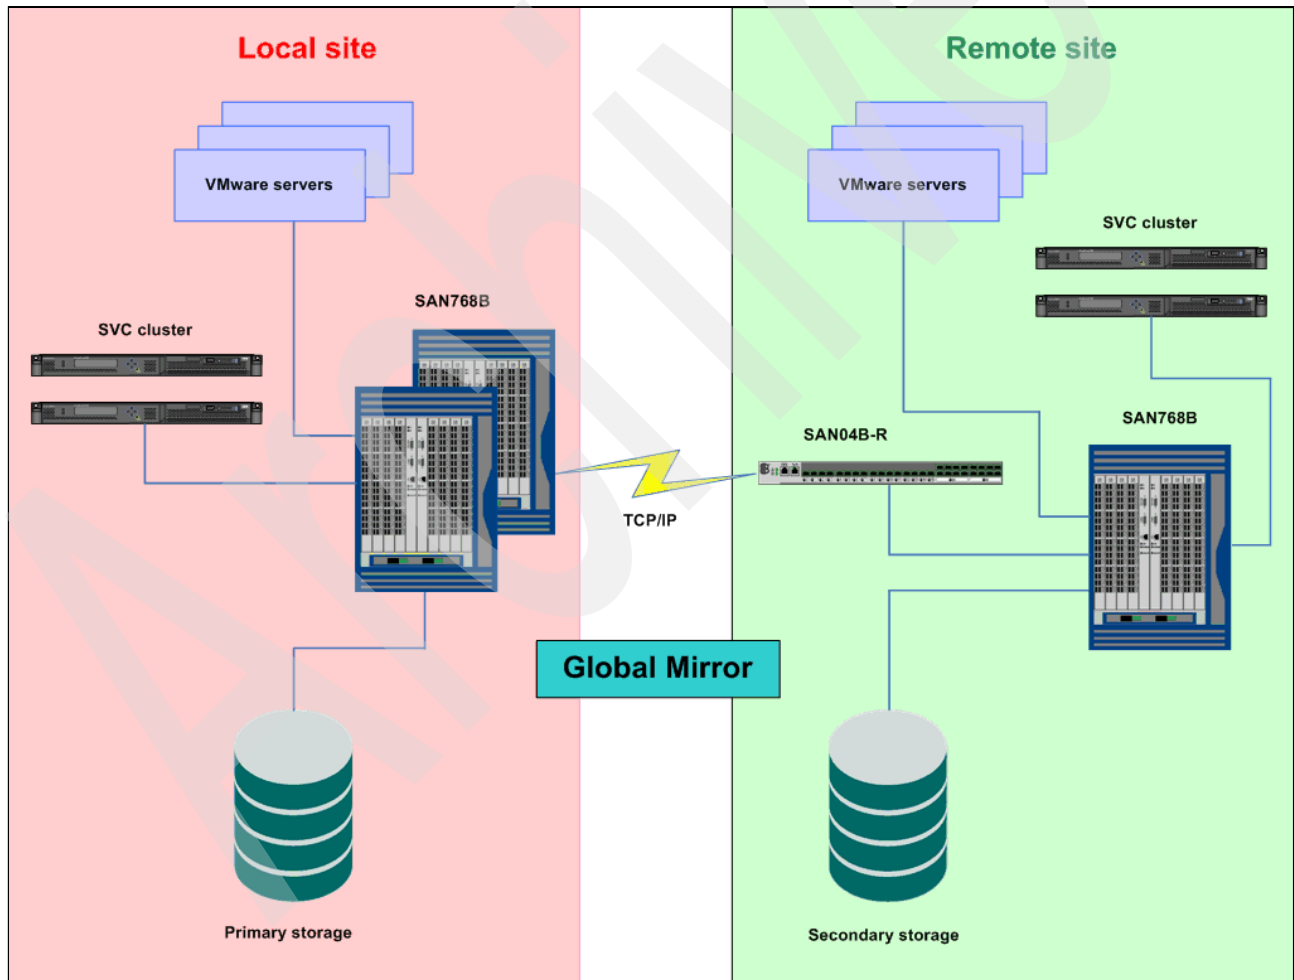 Local site
Remote site
VMware servers
VMware servers
SVC cluster
SAN768B
SVC cluster
SAN768B
SAN04B-R
TCP/IP
Global Mirror
Primary storage
Secondary storage